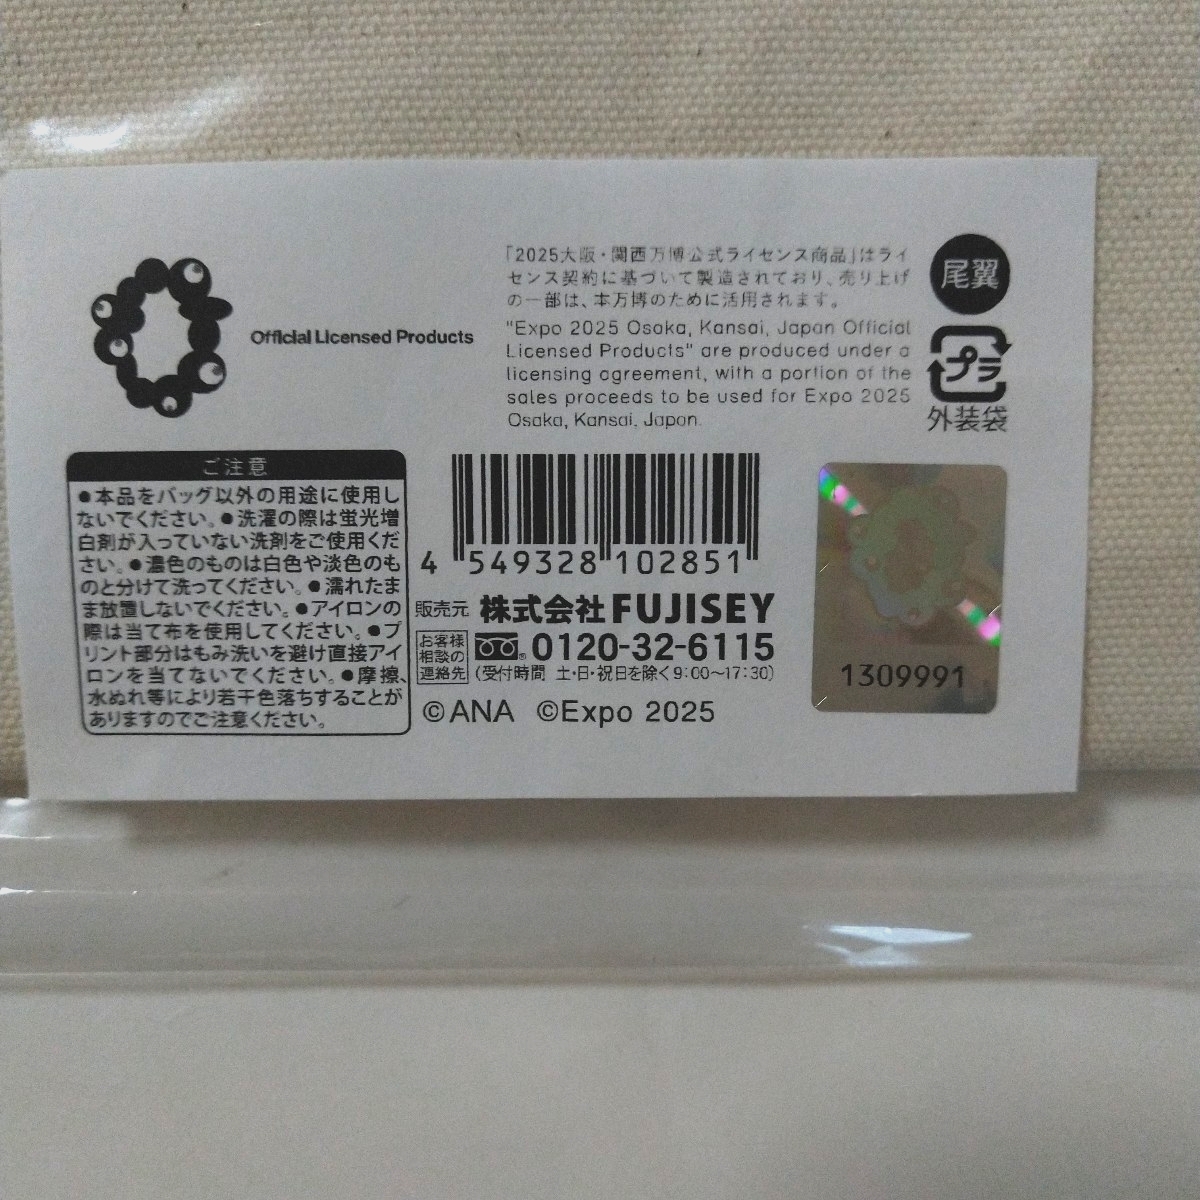 Official Licensed Products
「2025大阪・関西万博公式ライセンス商品」はライ
センス契約に基づいて製造されており、売り上げ
の一部は、本万博のために活用されます。
"Expo 2025 Osaka, Kansai, Japan Official
Licensed Products" are produced under a
licensing agreement, with a portion of the
sales proceeds to be used for Expo 2025
Osaka, Kansai, Japan.
尾翼
プラ
外装袋
ご注意
●本品をバッグ以外の用途に使用し
ないでください。●洗濯の際は蛍光増
白剤が入っていない洗剤をご使用くだ
さい。●濃色のものは白色や淡色のも
のと分けて洗ってください。●濡れたま
ま放置しないでください。●アイロンの
際は当て布を使用してください。●プ
リント部分はもみ洗いを避け直接アイ
ロンを当てないでください。●摩擦、
水ぬれ等により若干色落ちすることが
ありますのでご注意ください。
4 549328 102851
販売元 株式会社 FUJISEY
お客様
相談の
連絡先
0120-32-6115
(受付時間 土・日・祝日を除く9:00〜17:30)
©ANA ©Expo 2025
1309991